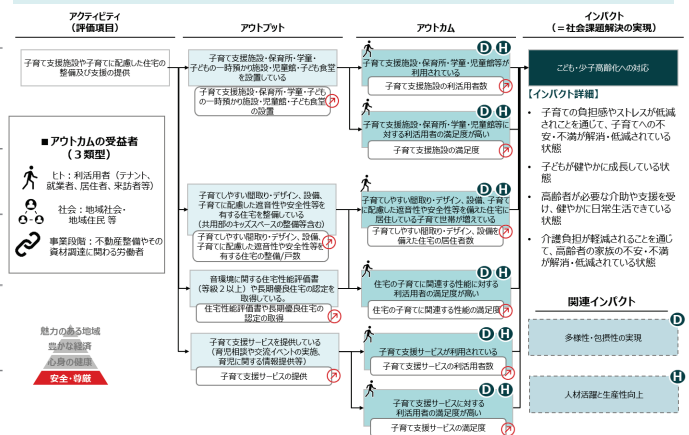 アクティビティ
（評価項目）
アウトプット
アウトカム
インパクト
（＝社会課題解決の実現）
子育て支援施設や子育てに配慮した住宅の
整備及び支援の提供
■アウトカムの受益者
（３類型）
ヒト：利活用者（テナント、
就業者、居住者、来訪者等）
社会：地域社会・
地域住民 等
事業段階：不動産整備やその
資材調達に関わる労働者
魅力のある地域
豊かな経済
心身の健康
安全・尊厳
子育て支援施設・保育所・学童・
子どもの一時預かり施設・児童館・子ども食堂
を設置している
子育て支援施設・保育所・学童・子ども
の一時預かり施設・児童館・子ども食堂
の設置
子育てしやすい間取り・デザイン、設備、
子育てに配慮した遮音性や安全性等を
有する住宅を整備している
（共用部のキッズスペースの整備等含む）
子育てしやすい間取り・デザイン、設備、
子育てに配慮した遮音性や安全性等を
有する住宅の整備/戸数
音環境に関する住宅性能評価書
（等級２以上）や長期優良住宅の認定を
取得している。
住宅性能評価書や長期優良住宅の
認定の取得
子育て支援サービスを提供している
（育児相談や交流イベントの実施、
育児に関する情報提供等）
子育て支援サービスの提供
D H
子育て支援施設・保育所・学童・児童館等が
利用されている
子育て支援施設の利活用者数
D H
子育て支援施設・保育所・学童・児童館等に
対する利活用者の満足度が高い
子育て支援施設の満足度
D H
子育てしやすい間取り・デザイン、設備、子育て
に配慮した遮音性や安全性等を備えた住宅に
居住している子育て世帯が増えている
子育てしやすい間取り・デザイン、設備を
備えた住宅の居住者数
D H
住宅の子育てに関連する性能に対する
利活用者の満足度が高い
住宅の子育てに関連する性能の満足度
D H
子育て支援サービスが利用されている
子育て支援サービスの利活用者数
D H
子育て支援サービスに対する
利活用者の満足度が高い
子育て支援サービスの満足度
こども・少子高齢化への対応
【インパクト詳細】
• 子育ての負担感やストレスが低減
されことを通じて、子育てへの不
安・不満が解消・低減されている
状態
• 子どもが健やかに成長している状
態
• 高齢者が必要な介助や支援を受
け、健やかに日常生活できている
状態
• 介護負担が軽減されることを通じ
て、高齢者の家族の不安・不満
が解消・低減されている状態
関連インパクト
D
多様性・包摂性の実現
H
人材活躍と生産性向上